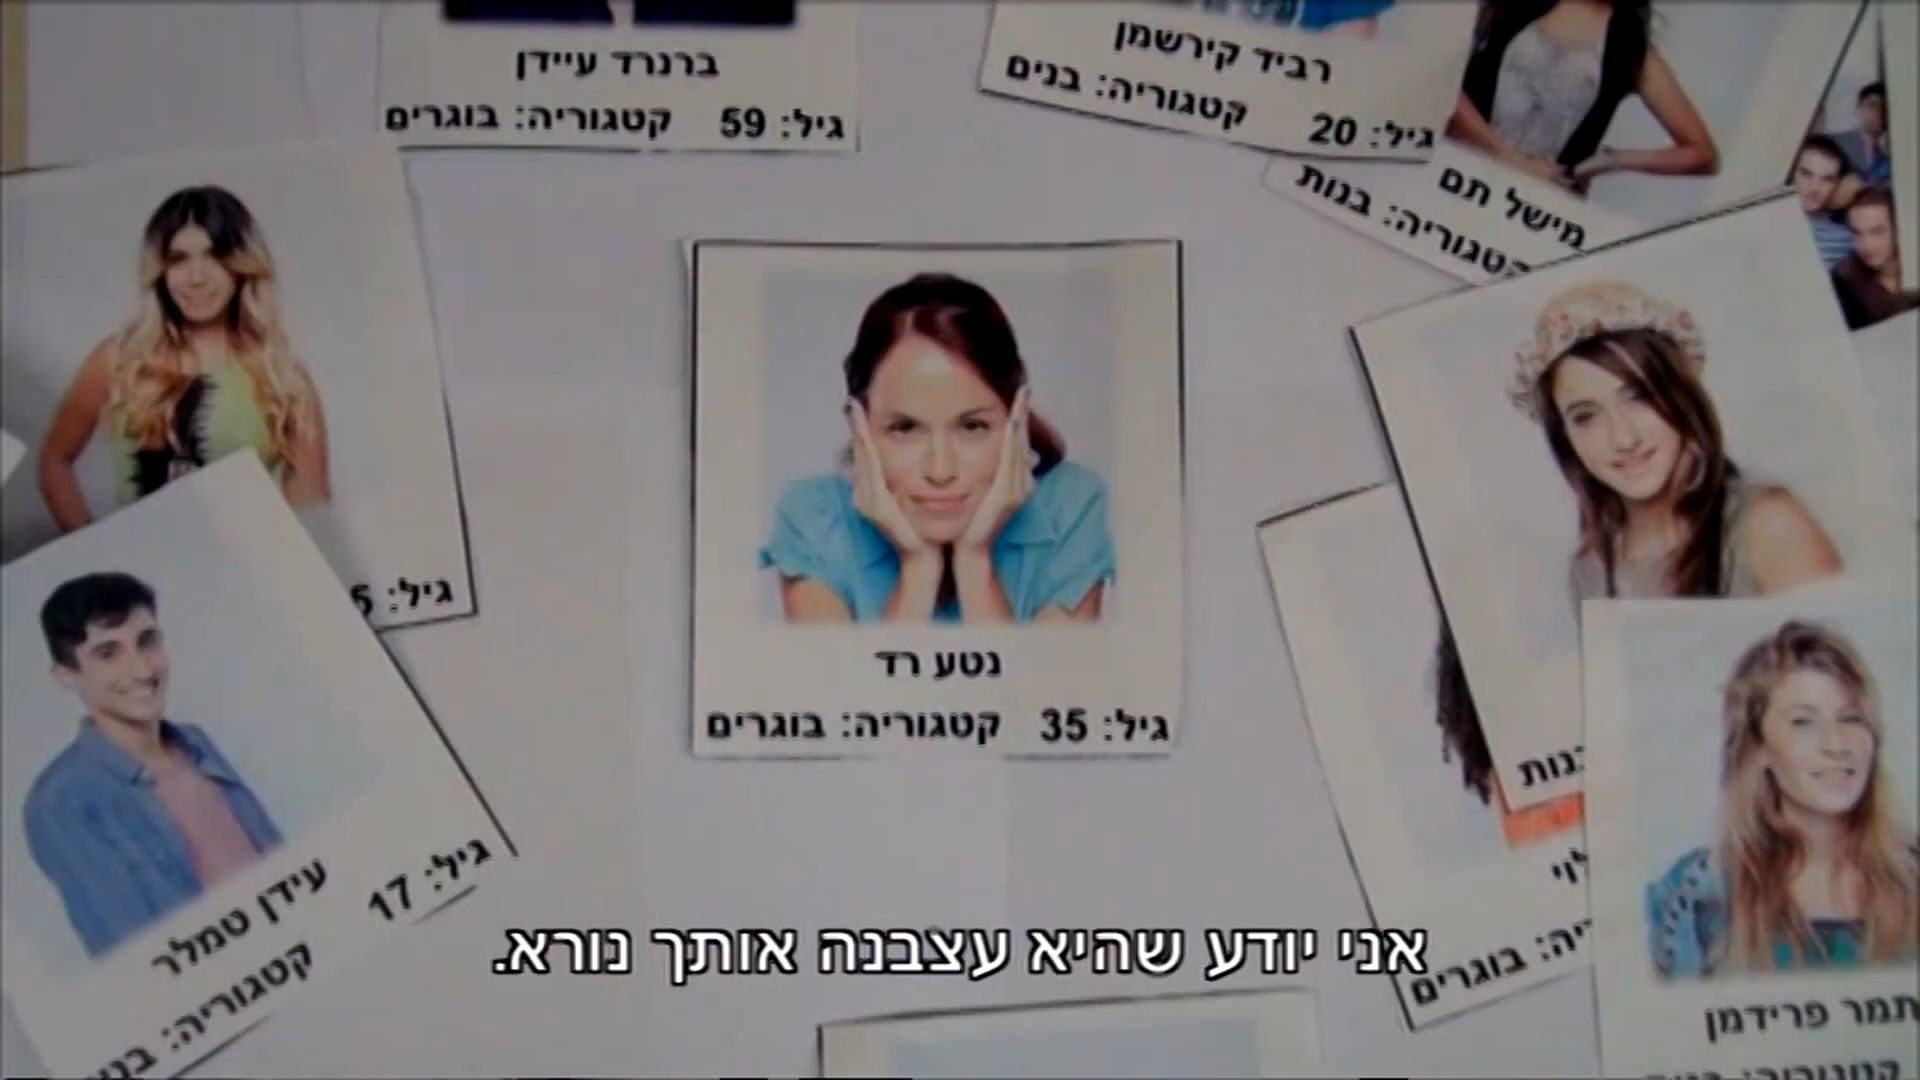 ברנרד עיידן
גיל: 59 קטגוריה: בוגרים
רביד קירשמן
גיל: 20 קטגוריה: בנים
מישל תם
קטגוריה: בנות
גיל:
נטע רד
גיל: 35 קטגוריה: בוגרים
עידן טמלר
גיל: 17
קטגוריה:
בנות
לוי
בוגרים
תמר פרידמן
אני יודע שהיא עצבנה אותך נורא.